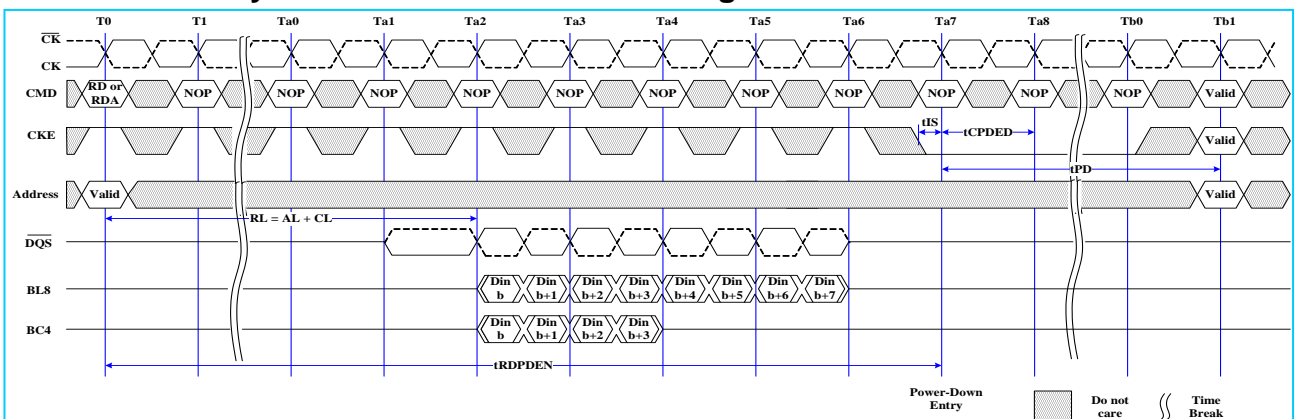 T0 T1 Ta0 Ta1 Ta2 Ta3 Ta4 Ta5 Ta6 Ta7 Ta8 Tb0 Tb1
CK
CK
CMD RD or RDA NOP NOP NOP NOP NOP NOP NOP NOP NOP NOP NOP Valid
tIS tCPDED
CKE Valid
tPD
Address Valid Valid
RL = AL + CL
DQS
BL8 Din b Din b+1 Din b+2 Din b+3 Din b+4 Din b+5 Din b+6 Din b+7
BC4 Din b Din b+1 Din b+2 Din b+3
tRDPDEN
Power-Down
Entry
Do not
care
Time
Break